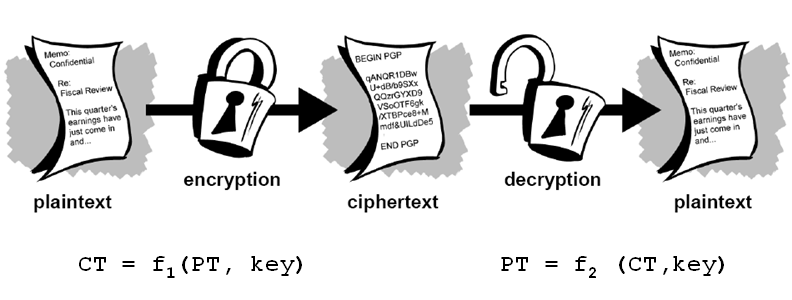 Memo:
Confidential
Re:
Fiscal Review
This quarter's
earnings have
just come in
and...
plaintext
encryption
BEGIN PGP
qANQR1DBw
U+dB/b9SXx
QQzrGYXD9
VSoOTF6gk
/XTBPce8+M
mdf&UlLdDe5
END PGP
ciphertext
decryption
Memo:
Confidential
Re:
Fiscal Review
This quarter's
earnings have
just come in
and...
plaintext
CT = f1(PT, key)
PT = f2 (CT,key)